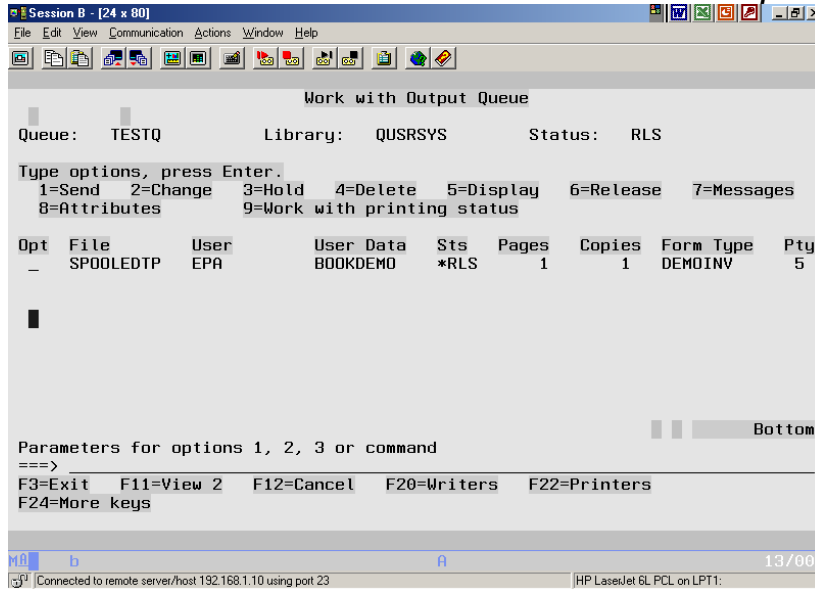 Session B - [24 x 80]
File Edit View Communication Actions Window Help
Work with Output Queue
Queue: TESTQ Library: QUSRSYS Status: RLS
Type options, press Enter.
1=Send 2=Change 3=Hold 4=Delete 5=Display 6=Release 7=Messages
8=Attributes 9=Work with printing status
Opt File User User Data Sts Pages Copies Form Type Pty
_ SPOOLEDTP EPA BOOKDEMO *RLS 1 1 DEMOINV 5
Bottom
Parameters for options 1, 2, 3 or command
===>
F3=Exit F11=View 2 F12=Cancel F20=Writers F22=Printers
F24=More keys
MA b A 13/00
Connected to remote server/host 192.168.1.10 using port 23 HP LaserJet 6L PCL on LPT1: